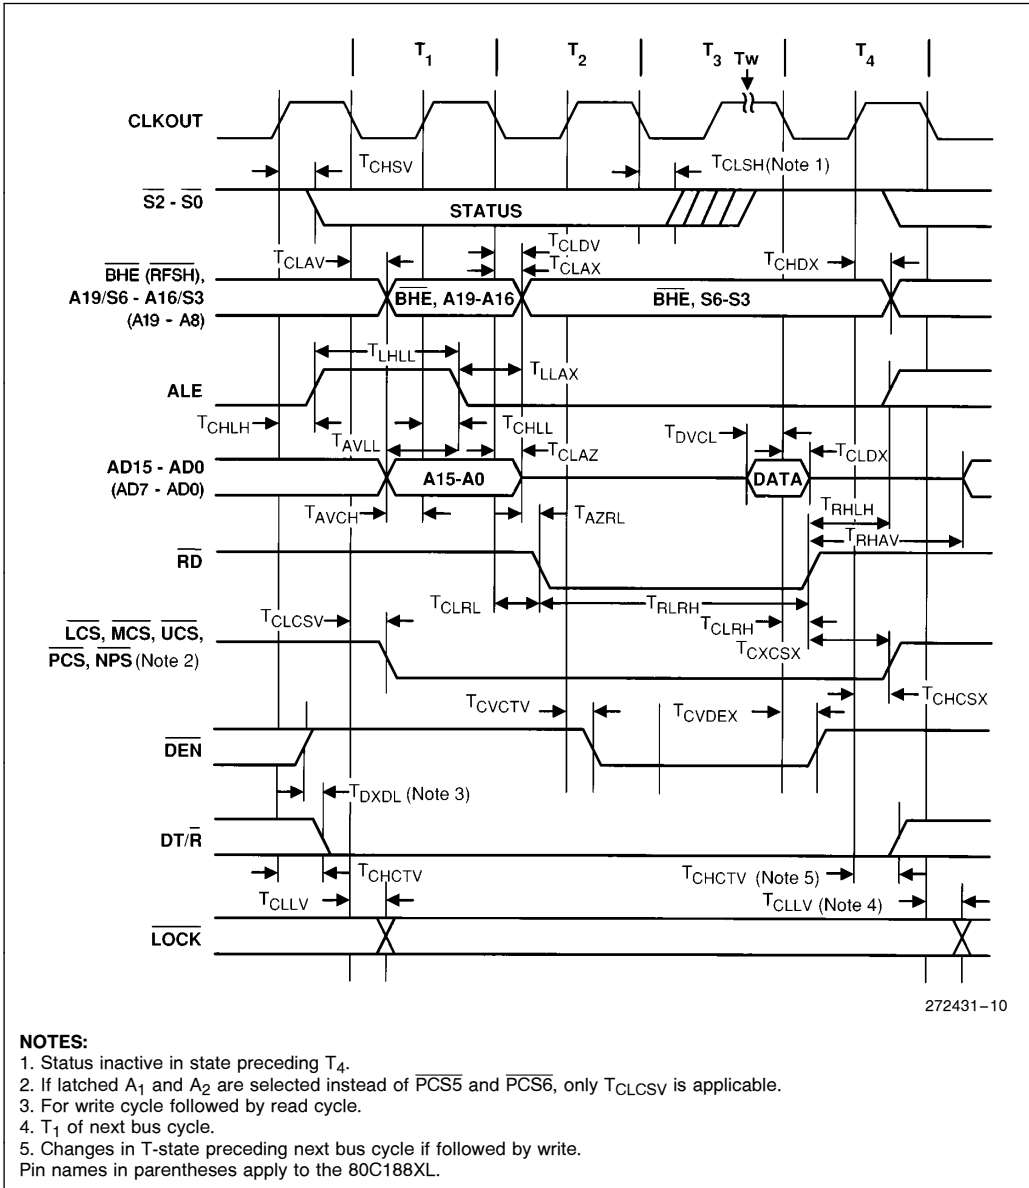 T1 T2 T3 TW T4
CLKOUT
TCHSV TCLSH (Note 1)
S2 - S0
STATUS
TCLDV
TCLAV TCLAX TCHDX
BHE (RFSH),
A19/S6 - A16/S3
(A19 - A8)
BHE, A19-A16 BHE, S6-S3
TLHLL
TLLAX
ALE
TCHLH TCHLL TDVCL
TAVLL TCLAZ TCLDX
AD15 - AD0
(AD7 - AD0)
A15-A0 DATA
TRHLH
TAVCH TAZRL
TRHAV
RD
TCLRL TRLRH
TCLCSV TCLRH
LCS, MCS, UCS,
PCS, NPS (Note 2)
TCXCSX
TCHCSX
TCVCTV TCVDEX
DEN
TDXDL (Note 3)
DT/R
TCHCTV TCHCTV (Note 5)
TCLLV TCLLV (Note 4)
LOCK
272431–10
NOTES:
1. Status inactive in state preceding T4.
2. If latched A1 and A2 are selected instead of PCS5 and PCS6, only TCLCSV is applicable.
3. For write cycle followed by read cycle.
4. T1 of next bus cycle.
5. Changes in T-state preceding next bus cycle if followed by write.
Pin names in parentheses apply to the 80C188XL.